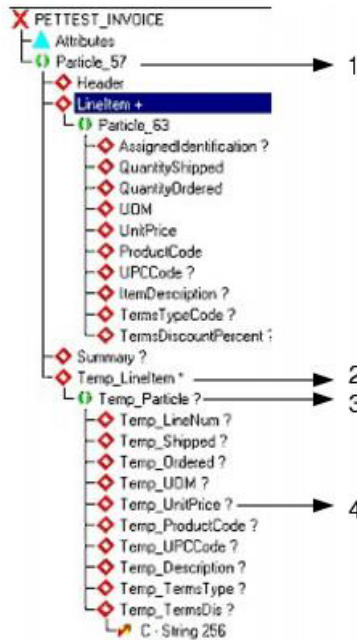 PETTEST_INVOICE
Attributes
Particle_57 1
Header
LineItem +
Particle_63
AssignedIdentification ?
QuantityShipped
QuantityOrdered
UOM
UnitPrice
ProductCode
UPCCode ?
ItemDescription ?
TermsTypeCode ?
TermsDiscountPercent ?
Summary ?
Temp_LineItem * 2
Temp_Particle ? 3
Temp_LineNum ?
Temp_Shipped ?
Temp_Ordered ?
Temp_UOM ?
Temp_UnitPrice ? 4
Temp_ProductCode ?
Temp_UPCCode ?
Temp_Description ?
Temp_TermsType ?
Temp_TermsDis ?
C - String 256